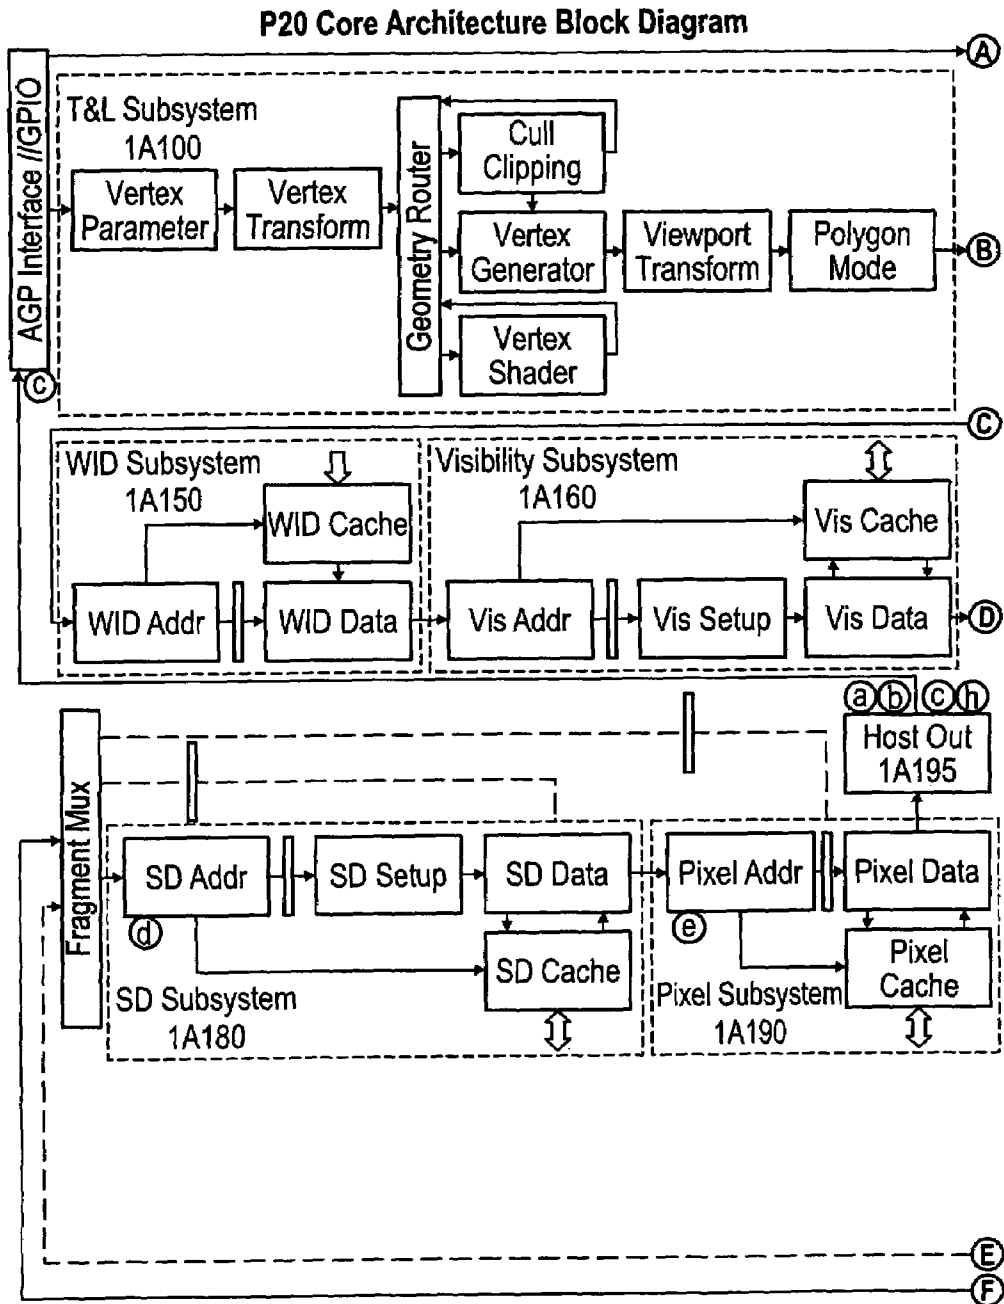 P20 Core Architecture Block Diagram
A
AGP Interface //GPIO
T&L Subsystem
1A100
Vertex
Parameter
Vertex
Transform
Geometry Router
Cull
Clipping
Vertex
Generator
Viewport
Transform
Polygon
Mode
B
Vertex
Shader
c
C
WID Subsystem
1A150
WID Cache
WID Addr
WID Data
Visibility Subsystem
1A160
Vis Cache
Vis Addr
Vis Setup
Vis Data
D
a b c h
Host Out
1A195
Fragment Mux
SD Addr
SD Setup
SD Data
d
SD Cache
SD Subsystem
1A180
Pixel Addr
Pixel Data
e
Pixel
Cache
Pixel Subsystem
1A190
E
F